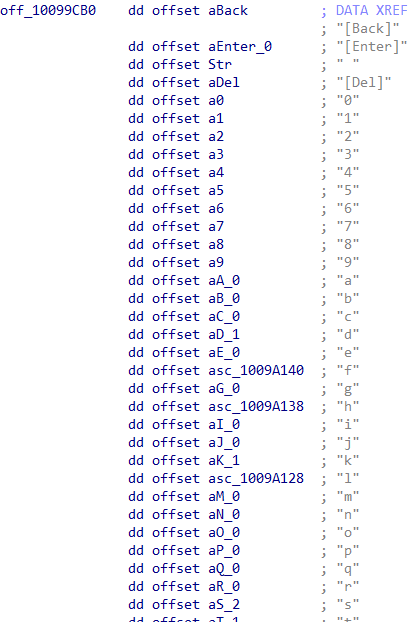 off_10099CB0 dd offset aBack ; DATA XREF
; "[Back]"
dd offset aEnter_0 ; "[Enter]"
dd offset Str ; " "
dd offset aDel ; "[Del]"
dd offset a0 ; "0"
dd offset a1 ; "1"
dd offset a2 ; "2"
dd offset a3 ; "3"
dd offset a4 ; "4"
dd offset a5 ; "5"
dd offset a6 ; "6"
dd offset a7 ; "7"
dd offset a8 ; "8"
dd offset a9 ; "9"
dd offset aA_0 ; "a"
dd offset aB_0 ; "b"
dd offset aC_0 ; "c"
dd offset aD_1 ; "d"
dd offset aE_0 ; "e"
dd offset asc_1009A140 ; "f"
dd offset aG_0 ; "g"
dd offset asc_1009A138 ; "h"
dd offset aI_0 ; "i"
dd offset aJ_0 ; "j"
dd offset aK_1 ; "k"
dd offset asc_1009A128 ; "l"
dd offset aM_0 ; "m"
dd offset aN_0 ; "n"
dd offset aO_0 ; "o"
dd offset aP_0 ; "p"
dd offset aQ_0 ; "q"
dd offset aR_0 ; "r"
dd offset aS_2 ; "s"
dd offset aT_1 ; "t"